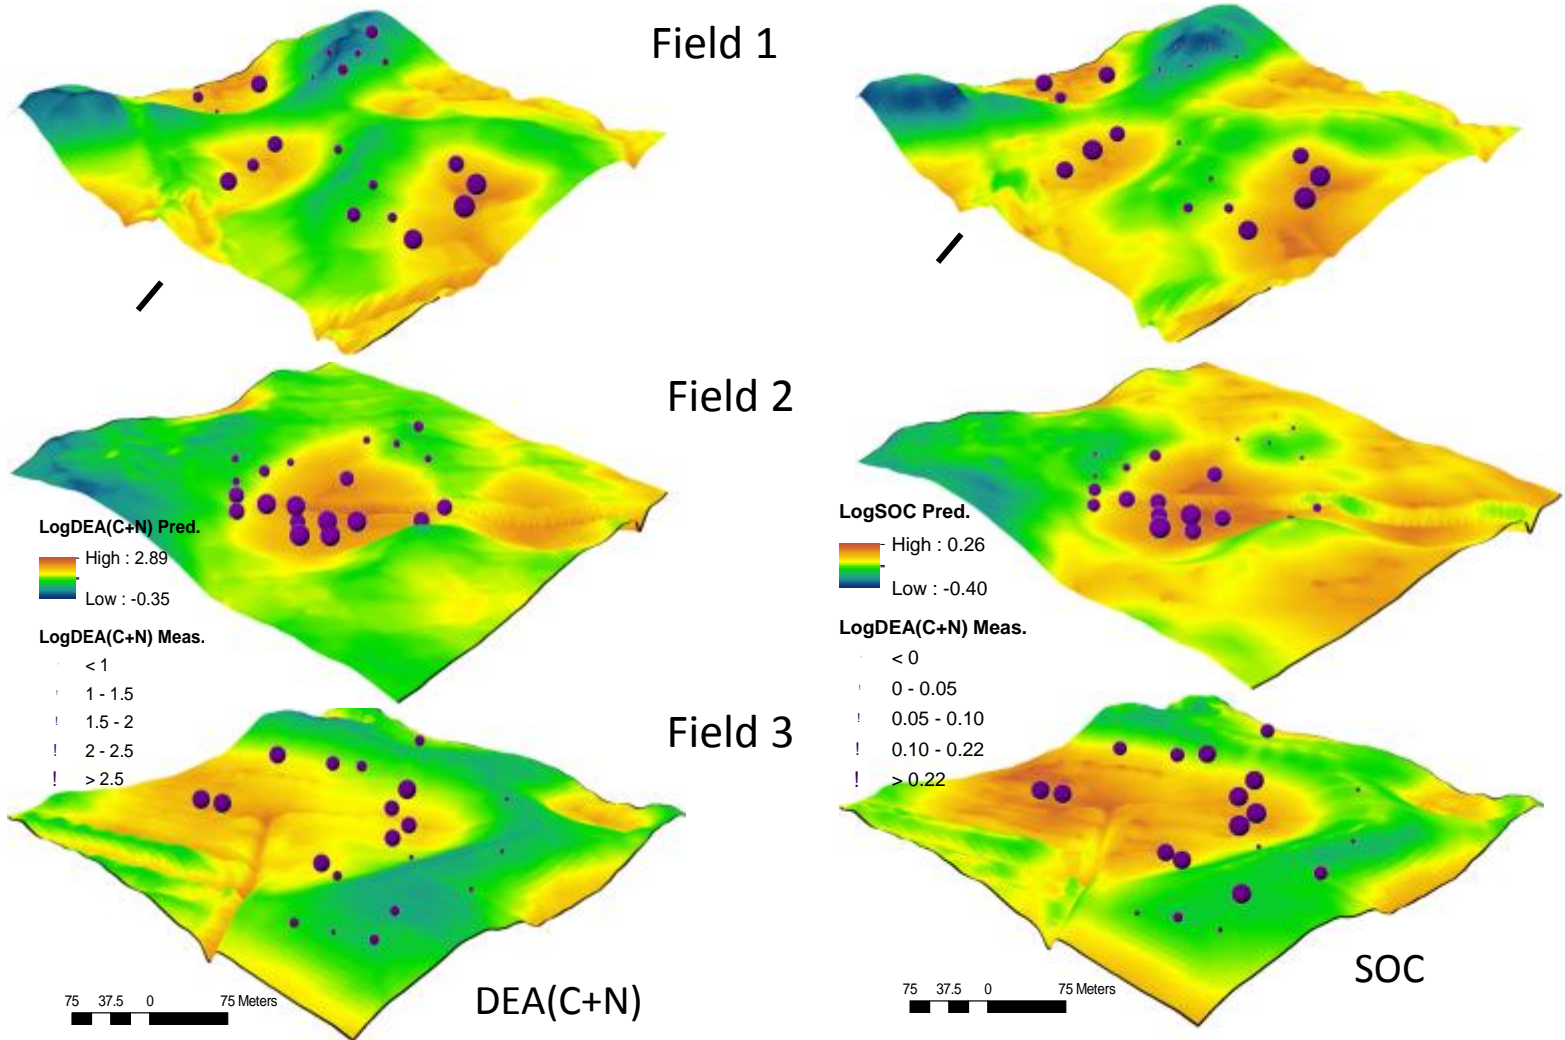 Field 1
Field 2
LogDEA(C+N) Pred.
High : 2.89
Low : -0.35
LogDEA(C+N) Meas.
< 1
! 1 - 1.5
! 1.5 - 2
! 2 - 2.5
! > 2.5
LogSOC Pred.
High : 0.26
Low : -0.40
LogDEA(C+N) Meas.
< 0
! 0 - 0.05
! 0.05 - 0.10
! 0.10 - 0.22
! > 0.22
Field 3
75 37.5 0 75 Meters
DEA(C+N)
75 37.5 0 75 Meters
SOC